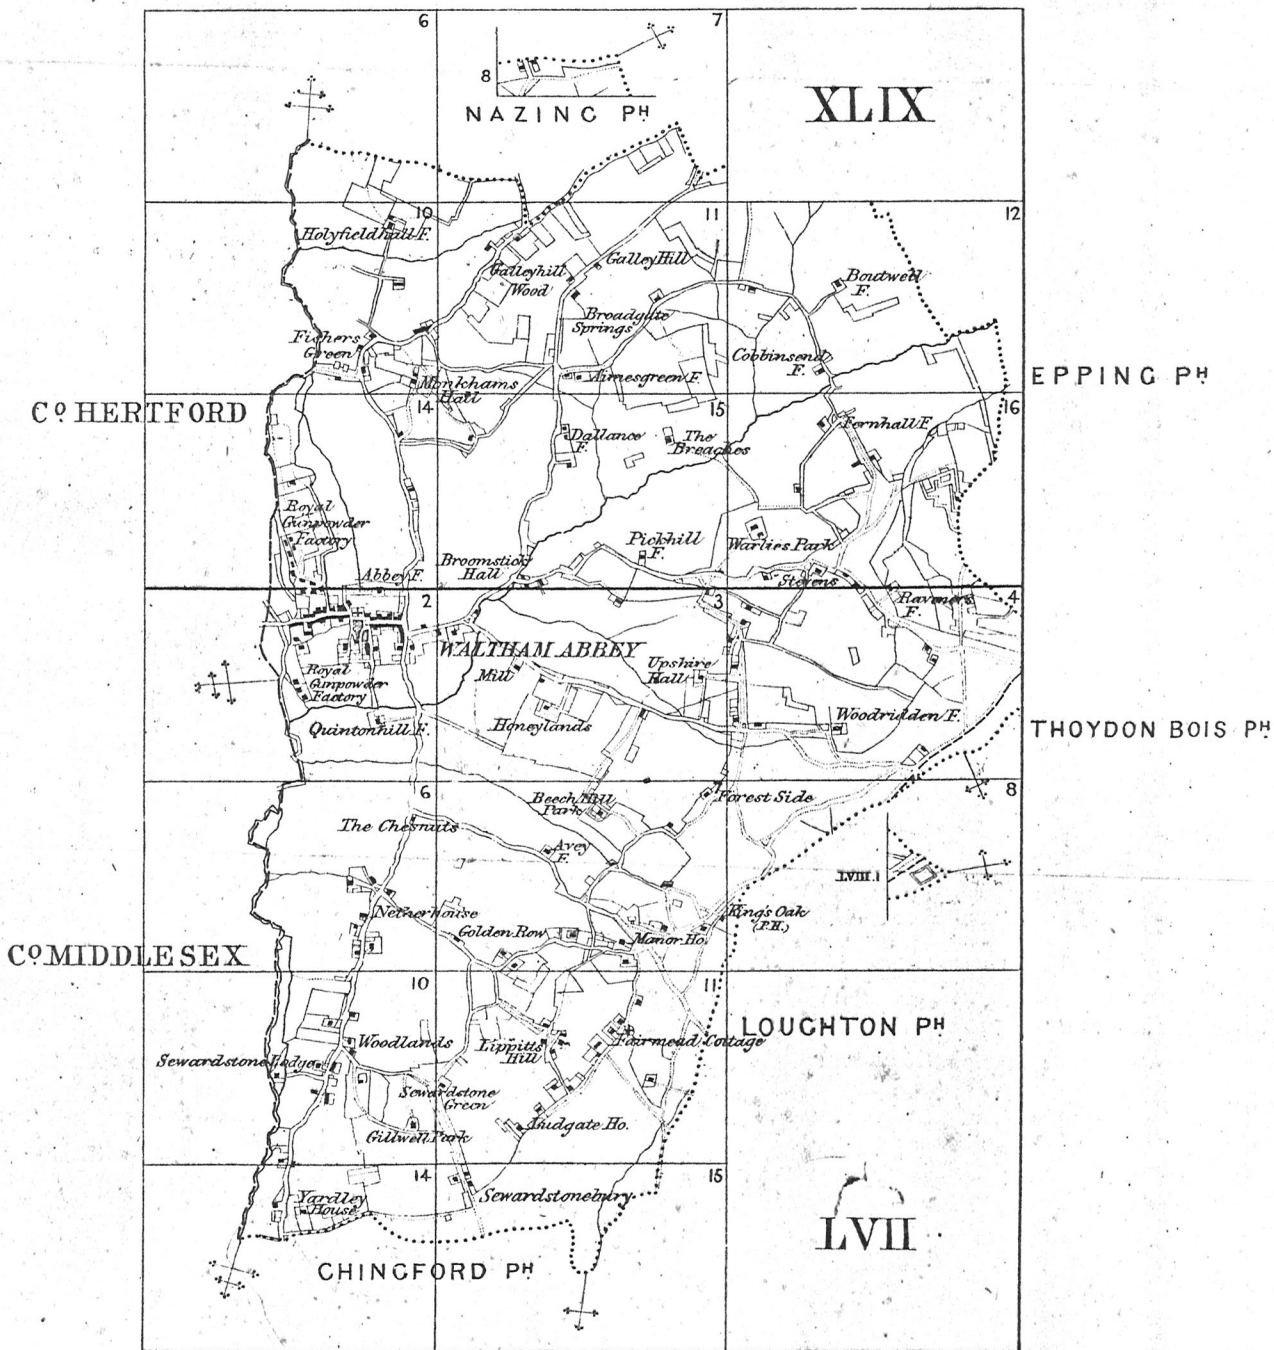 6
7
8
NAZING PH
XLIX
10
11
12
Holyfieldhall F.
Galleyhill
Wood
Galley Hill
Boutwell
F.
Broadgate
Springs
Fishers
Green
Cobbinsend
F.
Monkhams
Hall
Aimesgreen F.
EPPING PH
14
15
16
Co HERTFORD
Dallance
F.
The
Breaches
Fernhall F.
Royal
Gunpowder
Factory
Pickhill
F.
Warlies Park
Broomstick
Hall
Abbey F.
Stevens
Raveners
F.
2
3
4
WALTHAM ABBEY
Mill
Upshire
Hall
Royal
Gunpowder
Factory
Quintonhill F.
Honeylands
Woodridden F.
THOYDON BOIS PH
6
7
8
Beech Hill
Park
Forest Side
The Chesnuts
Avey
F.
LVIII.1
Netherhouse
King's Oak
(P.H.)
Golden Row
Manor Ho.
Co MIDDLESEX
10
11
LOUGHTON PH
Woodlands
Lippitts
Hill
Fairmead Cottage
Sewardstone Lodge
Sewardstone
Green
Gillwell Park
Ludgate Ho.
14
15
Yardley
House
Sewardstonebury
LVII
CHINGFORD PH